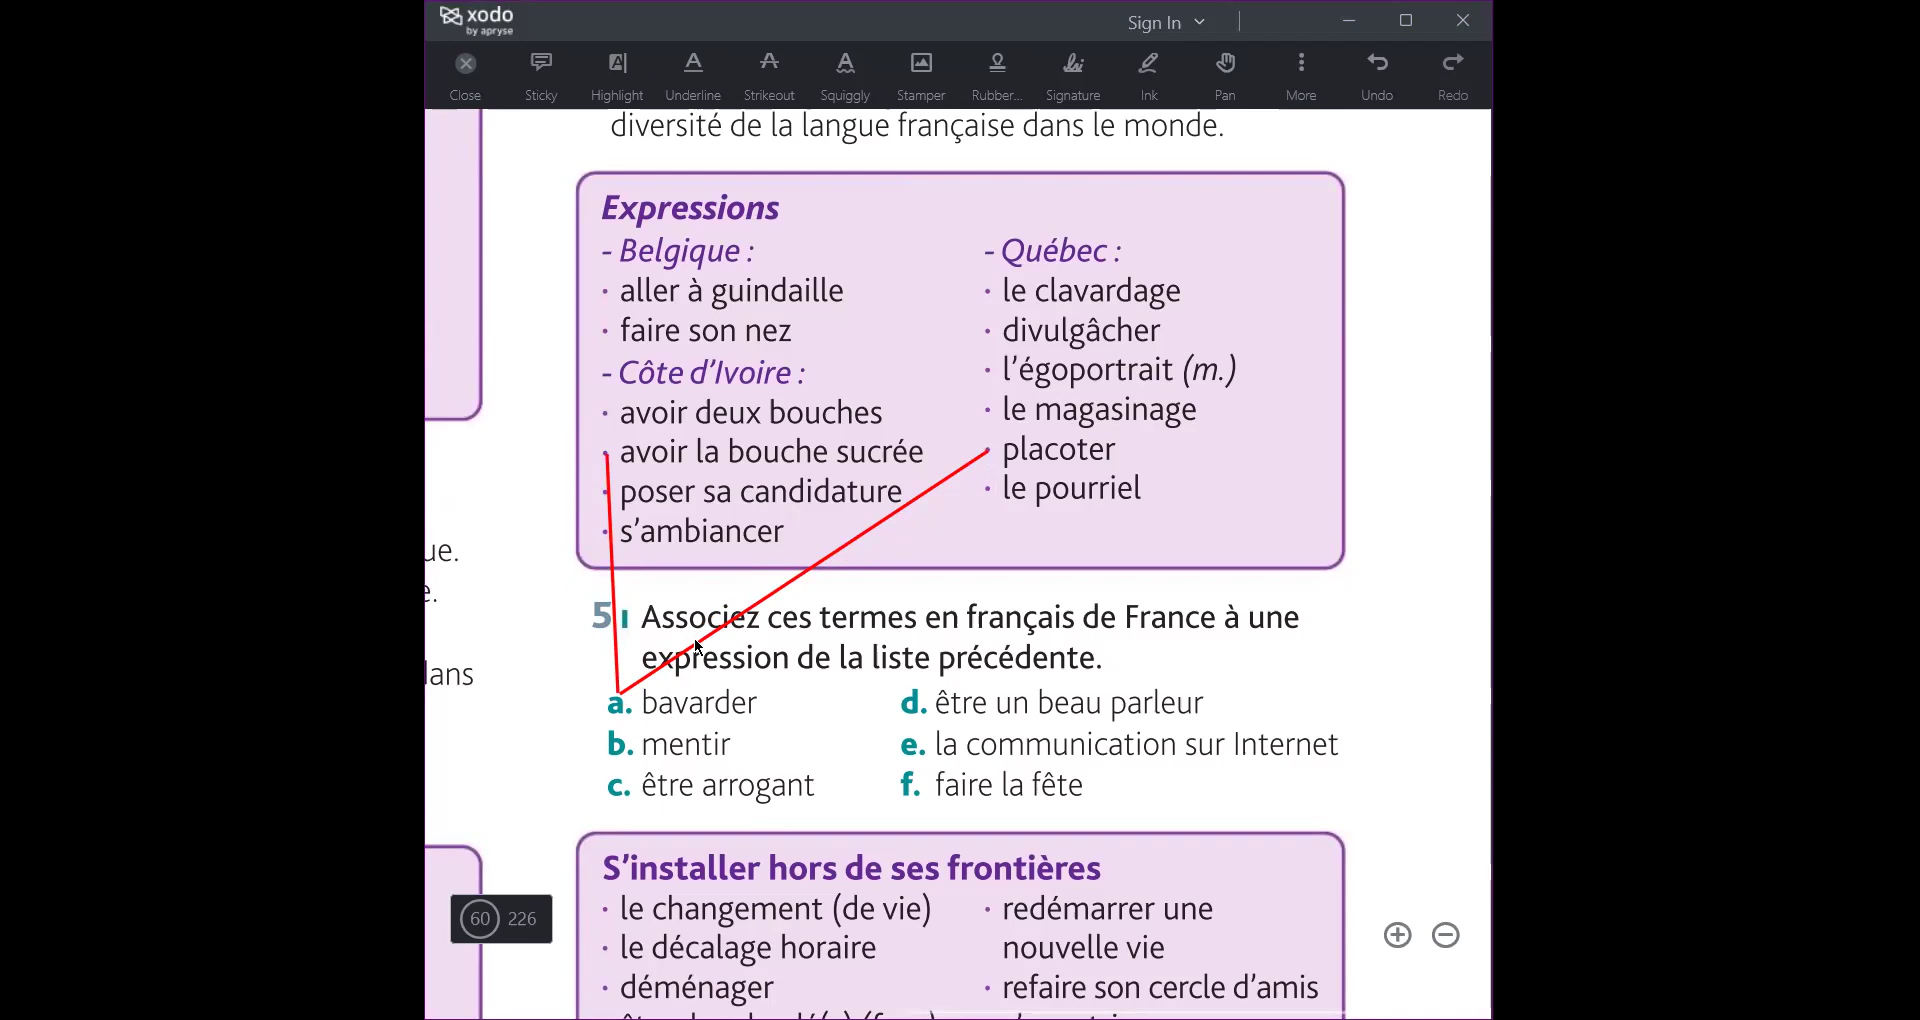 xodo
by apryse
Sign In
Close
Sticky
Highlight
Underline
Strikeout
Squiggly
Stamper
Rubber...
Signature
Ink
Pan
More
Undo
Redo
diversité de la langue française dans le monde.
Expressions
- Belgique :
· aller à guindaille
· faire son nez
- Côte d'Ivoire :
· avoir deux bouches
· avoir la bouche sucrée
· poser sa candidature
· s'ambiancer
- Québec :
· le clavardage
· divulgâcher
· l'égoportrait (m.)
· le magasinage
· placoter
· le pourriel
ue.
e.
dans
5 I Associez ces termes en français de France à une
expression de la liste précédente.
a. bavarder
b. mentir
c. être arrogant
d. être un beau parleur
e. la communication sur Internet
f. faire la fête
S'installer hors de ses frontières
· le changement (de vie)
· le décalage horaire
· déménager
· redémarrer une
nouvelle vie
· refaire son cercle d'amis
60 226